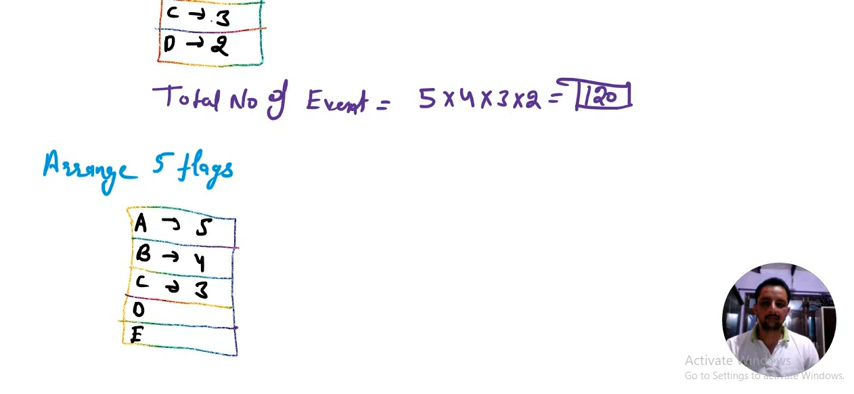 C → 3
D → 2
Total No of Event = 5 x 4 x 3 x 2 = 120
Arrange 5 flags
A → 5
B → 4
C → 3
D
E
Activate Windows
Go to Settings to activate Windows.